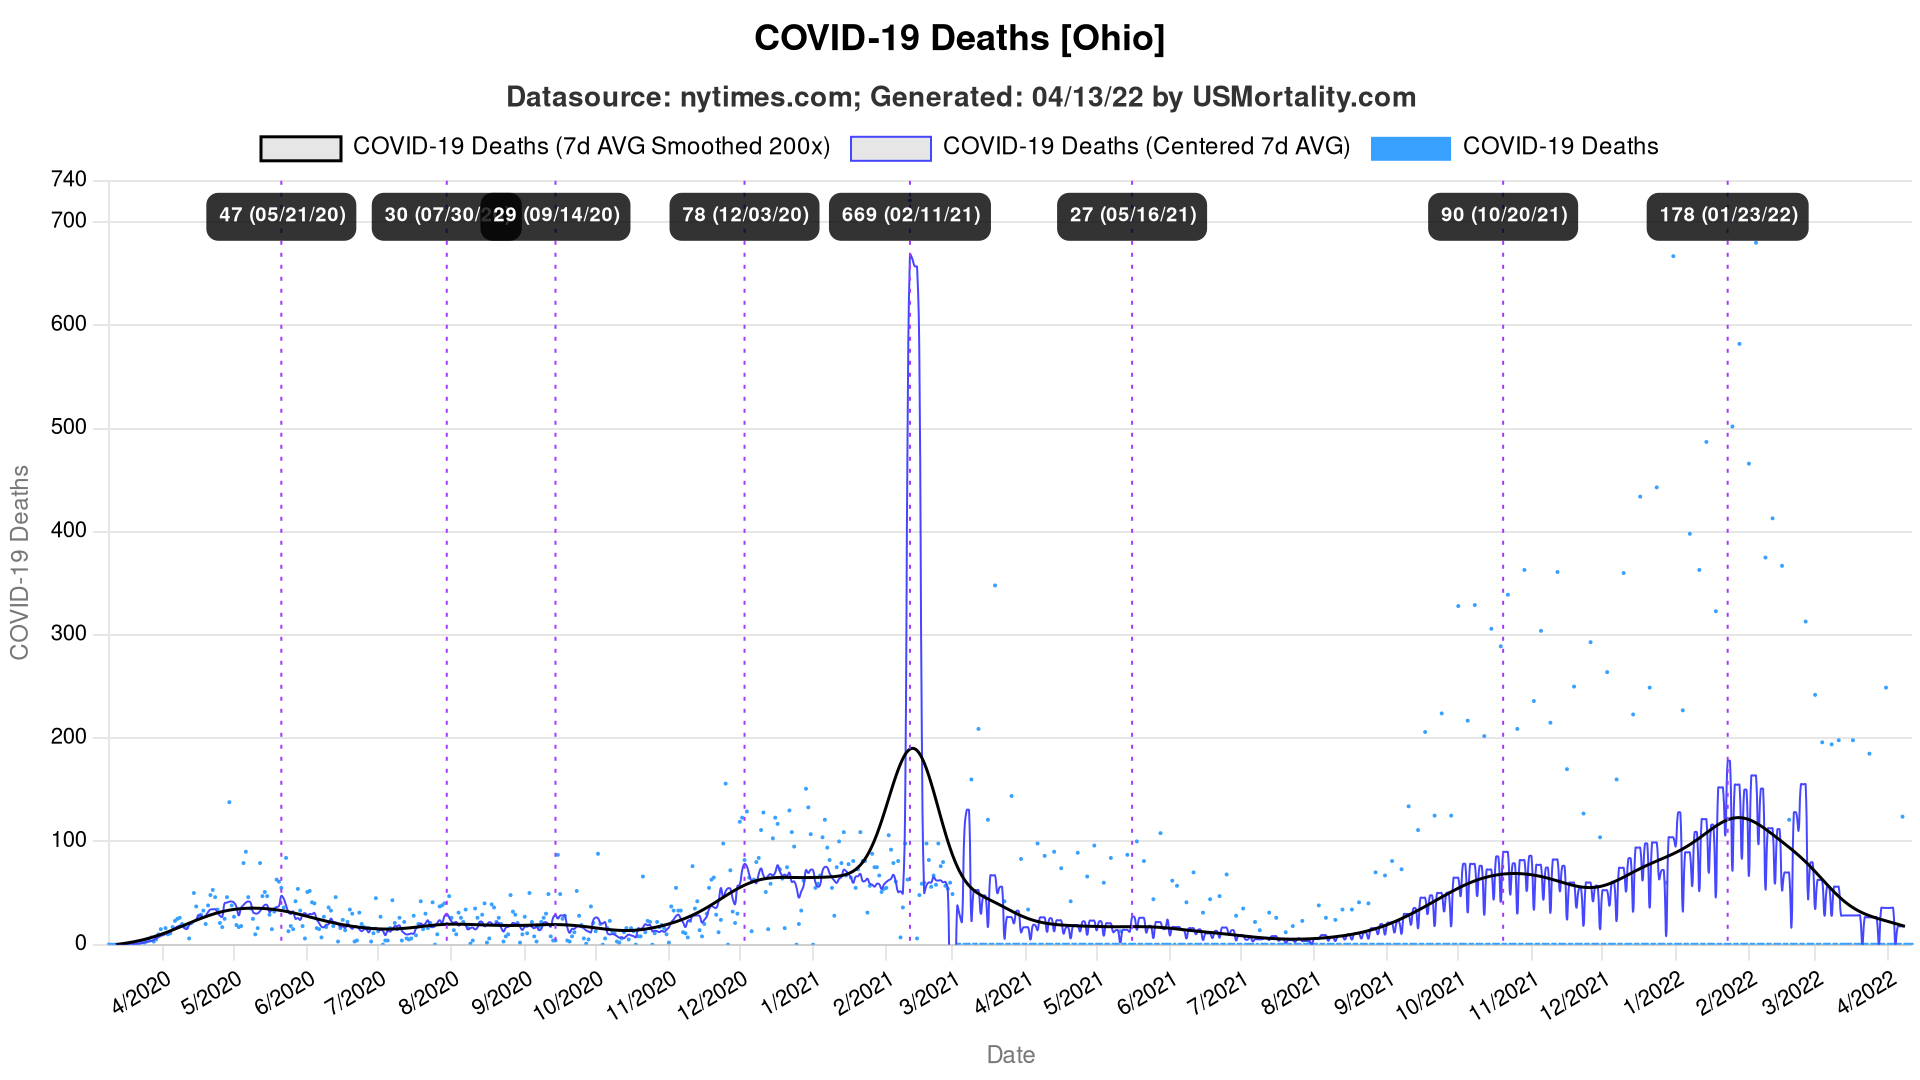 COVID-19 Deaths [Ohio]
Datasource: nytimes.com; Generated: 04/13/22 by USMortality.com
COVID-19 Deaths (7d AVG Smoothed 200x) COVID-19 Deaths (Centered 7d AVG) COVID-19 Deaths
740
47 (05/21/20) 30 (07/30/ 29 (09/14/20) 78 (12/03/20) 669 (02/11/21) 27 (05/16/21) 90 (10/20/21) 178 (01/23/22)
700
600
500
400
300
200
100
0
COVID-19 Deaths
4/2020 5/2020 6/2020 7/2020 8/2020 9/2020 10/2020 11/2020 12/2020 1/2021 2/2021 3/2021 4/2021 5/2021 6/2021 7/2021 8/2021 9/2021 10/2021 11/2021 12/2021 1/2022 2/2022 3/2022 4/2022
Date